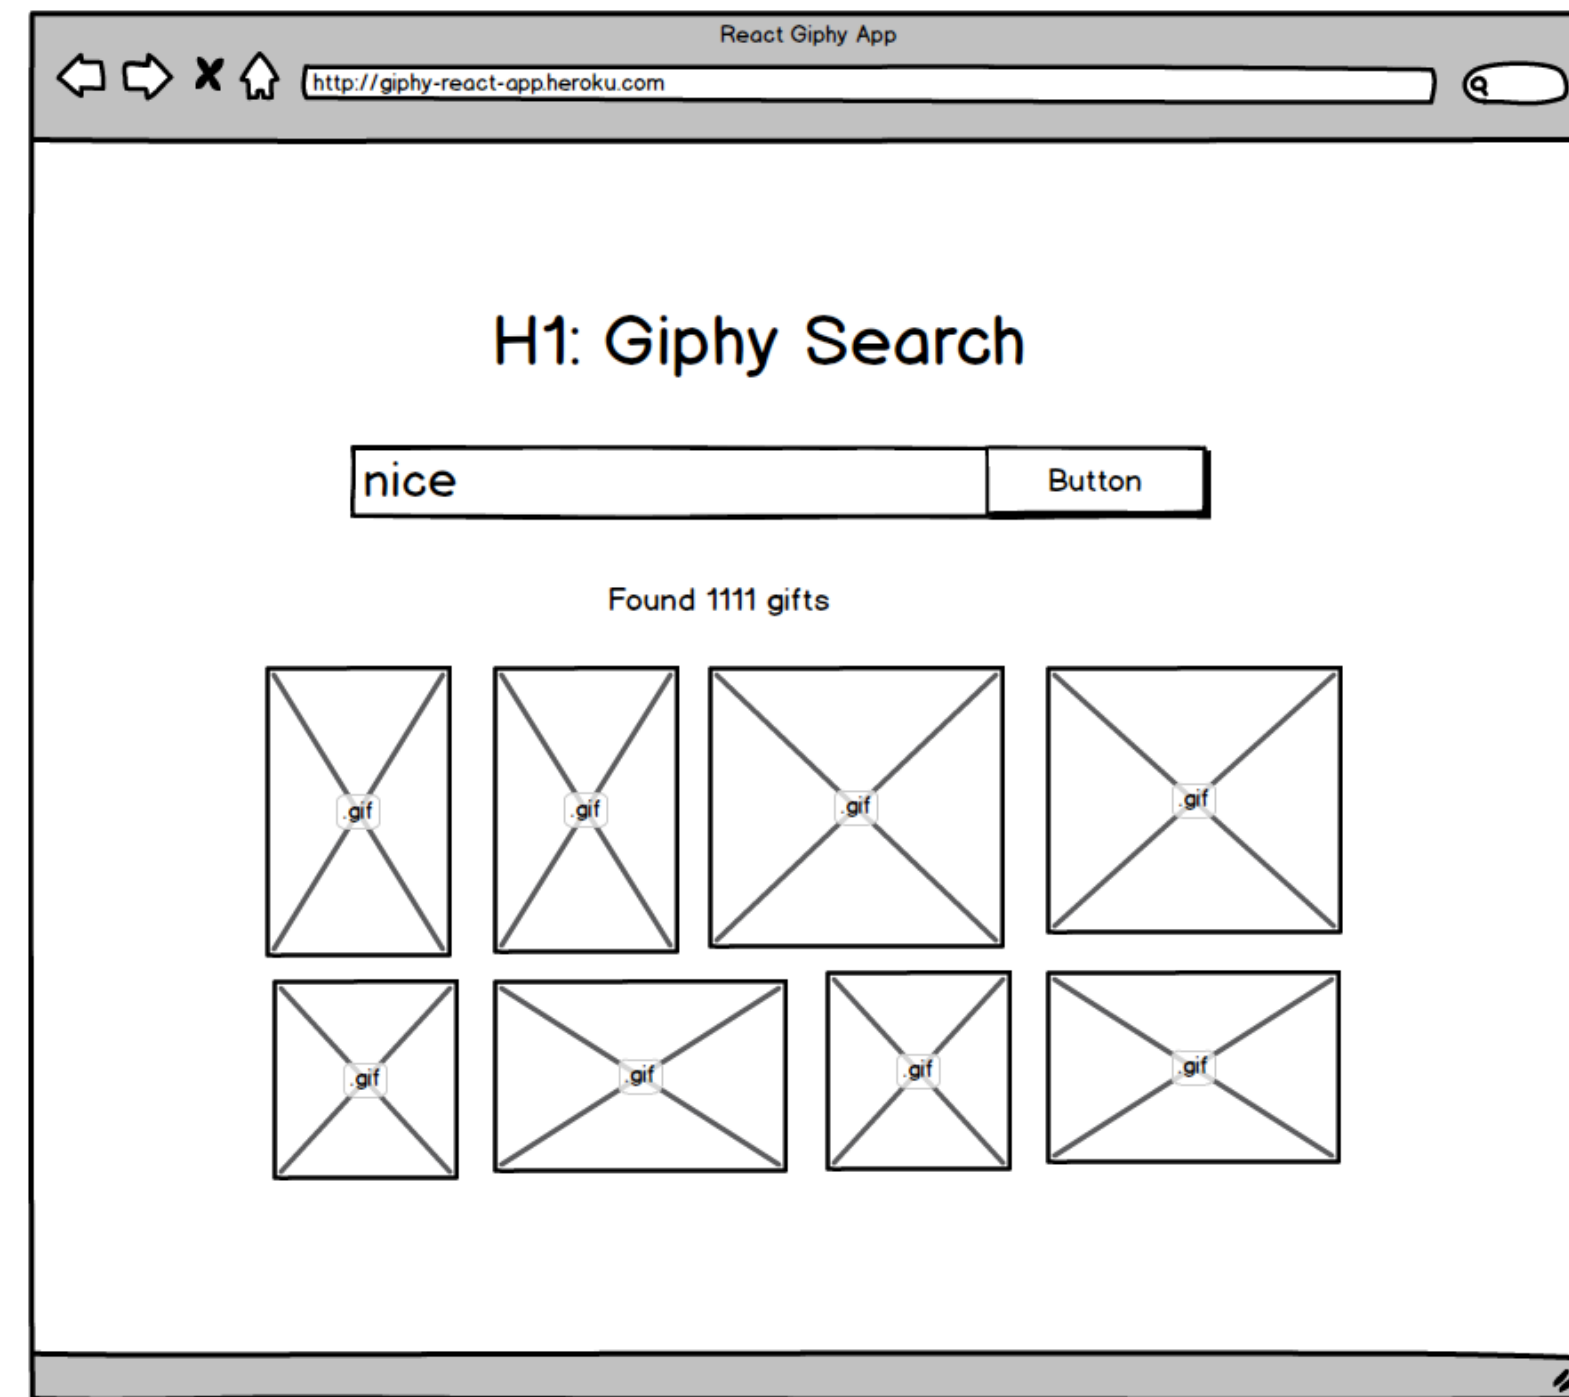 React Giphy App
http://giphy-react-app.heroku.com
H1: Giphy Search
nice
Button
Found 1111 gifts
.gif
.gif
.gif
.gif
.gif
.gif
.gif
.gif